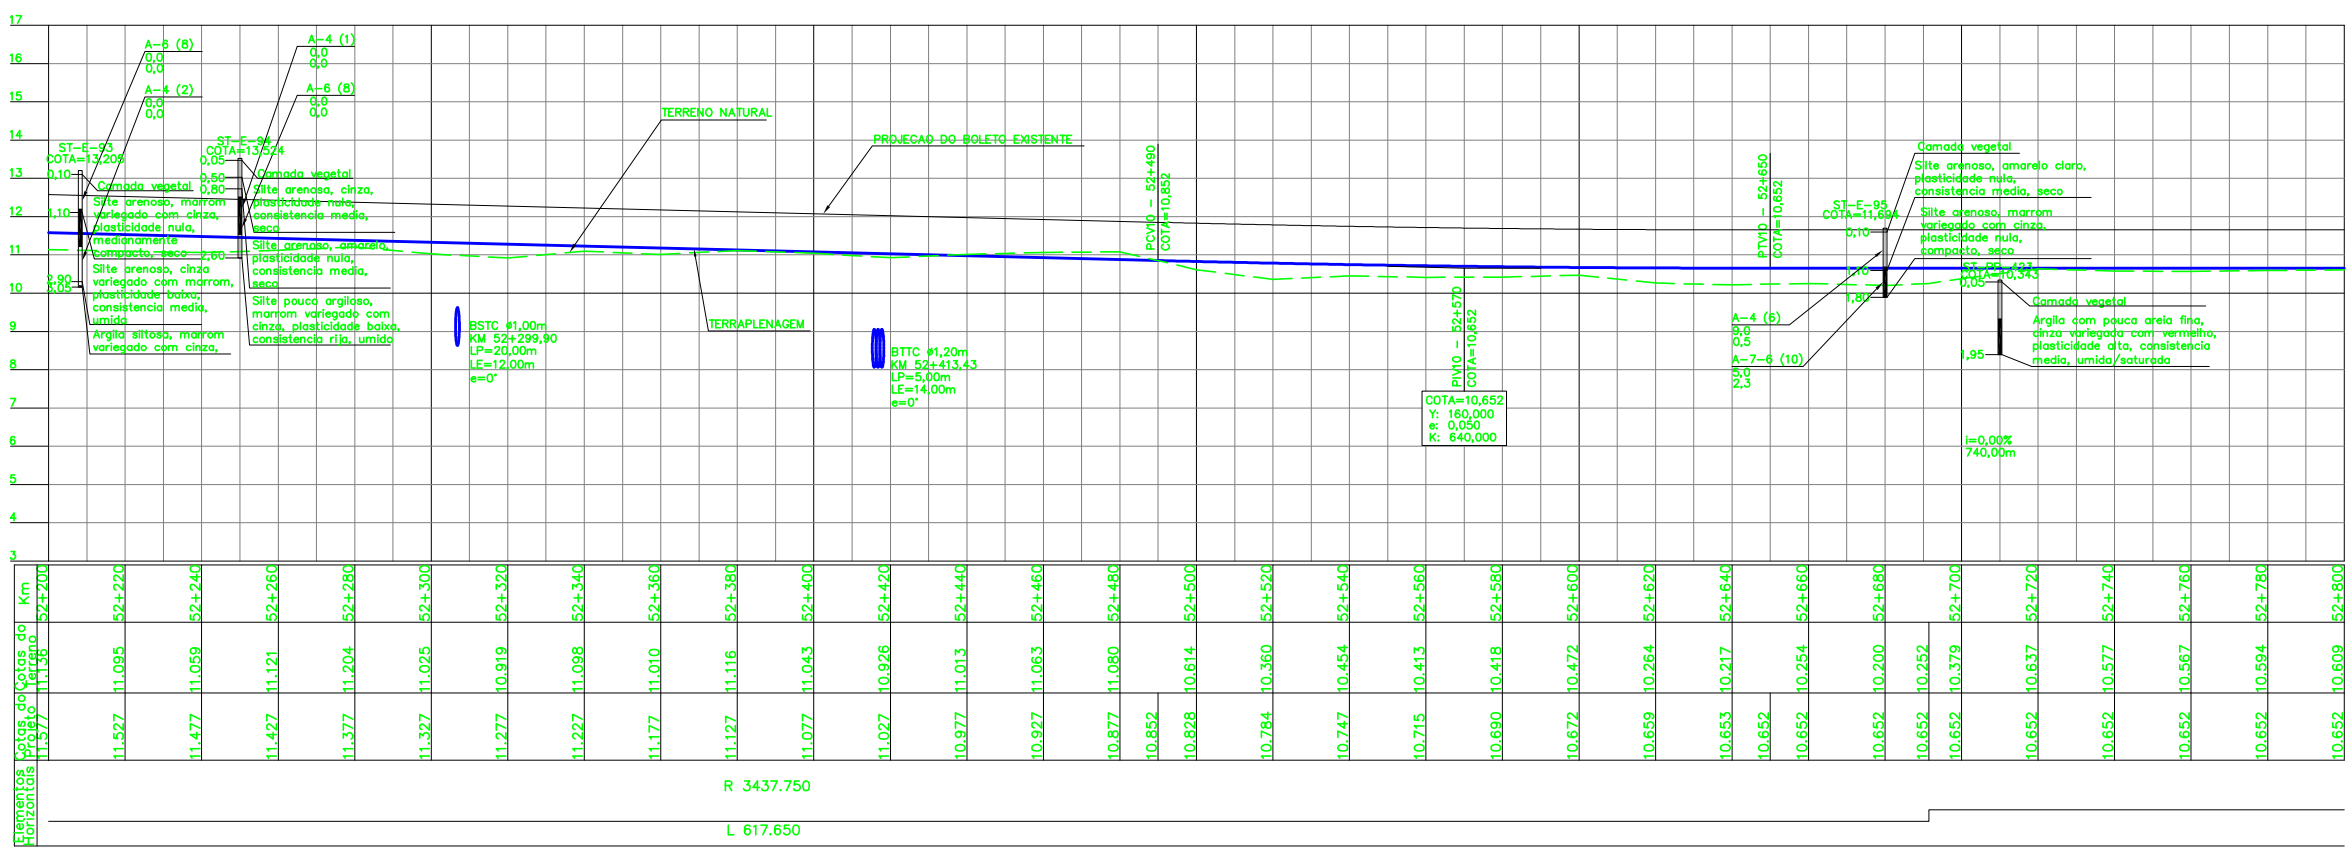 17
16
15
14
13
12
11
10
9
8
7
6
5
4
3
A-6 (8)
0,0
0,0
A-4 (2)
0,0
0,0
ST-E-93
COTA=13,205
0,10
1,10
2,90
3,05
Camada vegetal
Silte arenoso, marrom
variegado com cinza,
plasticidade nula,
medianamente
compacto, seco
Silte arenoso, cinza
variegado com marrom,
plasticidade baixa,
consistencia media,
umida
Argila siltosa, marrom
variegado com cinza,
A-4 (1)
0,0
0,0
A-6 (8)
0,0
0,0
ST-E-94
COTA=13,524
0,05
0,50
0,80
2,60
Camada vegetal
Silte arenoso, cinza,
plasticidade nula,
consistencia media,
seco
Silte arenoso, amarelo,
plasticidade nula,
consistencia media,
seco
Silte pouco argiloso,
marrom variegado com
cinza, plasticidade baixa,
consistencia rija, umido
BSTC ø1,00m
KM 52+299,90
LP=20,00m
LE=12,00m
e=0°
TERRENO NATURAL
TERRAPLENAGEM
PROJECAO DO BOLETO EXISTENTE
BTTC ø1,20m
KM 52+413,43
LP=5,00m
LE=14,00m
e=0°
PCV10 - 52+490
COTA=10,852
PIV10 - 52+570
COTA=10,652
COTA=10,652
Y: 160,000
e: 0,050
K: 640,000
PTV10 - 52+650
COTA=10,652
ST-E-95
COTA=11,694
0,10
1,10
1,80
Camada vegetal
Silte arenoso, amarelo claro,
plasticidade nula,
consistencia media, seco
Silte arenoso, marrom
variegado com cinza,
plasticidade nula,
compacto, seco
A-4 (6)
9,0
0,5
A-7-6 (10)
5,0
2,3
ST-PP-427
COTA=10,343
0,05
1,95
Camada vegetal
Argila com pouca areia fina,
cinza variegada com vermelho,
plasticidade alta, consistencia
media, umida/saturada
i=0,00%
740,00m
Km
52+200 52+220 52+240 52+260 52+280 52+300 52+320 52+340 52+360 52+380 52+400 52+420 52+440 52+460 52+480 52+500 52+520 52+540 52+560 52+580 52+600 52+620 52+640 52+660 52+680 52+700 52+720 52+740 52+760 52+780 52+800
Cotas do
Terreno
11.136 11.095 11.059 11.121 11.204 11.025 10.919 11.098 11.010 11.116 11.043 10.926 11.013 11.063 11.080 10.614 10.360 10.454 10.413 10.418 10.472 10.264 10.217 10.254 10.200 10.252 10.379 10.637 10.577 10.567 10.594 10.609
Cotas do
Projeto
11.577 11.527 11.477 11.427 11.377 11.327 11.277 11.227 11.177 11.127 11.077 11.027 10.977 10.927 10.877 10.852 10.828 10.784 10.747 10.715 10.690 10.672 10.659 10.653 10.652 10.652 10.652 10.652 10.652 10.652 10.652 10.652 10.652 10.652
Elementos
Horizontais
R 3437.750
L 617.650